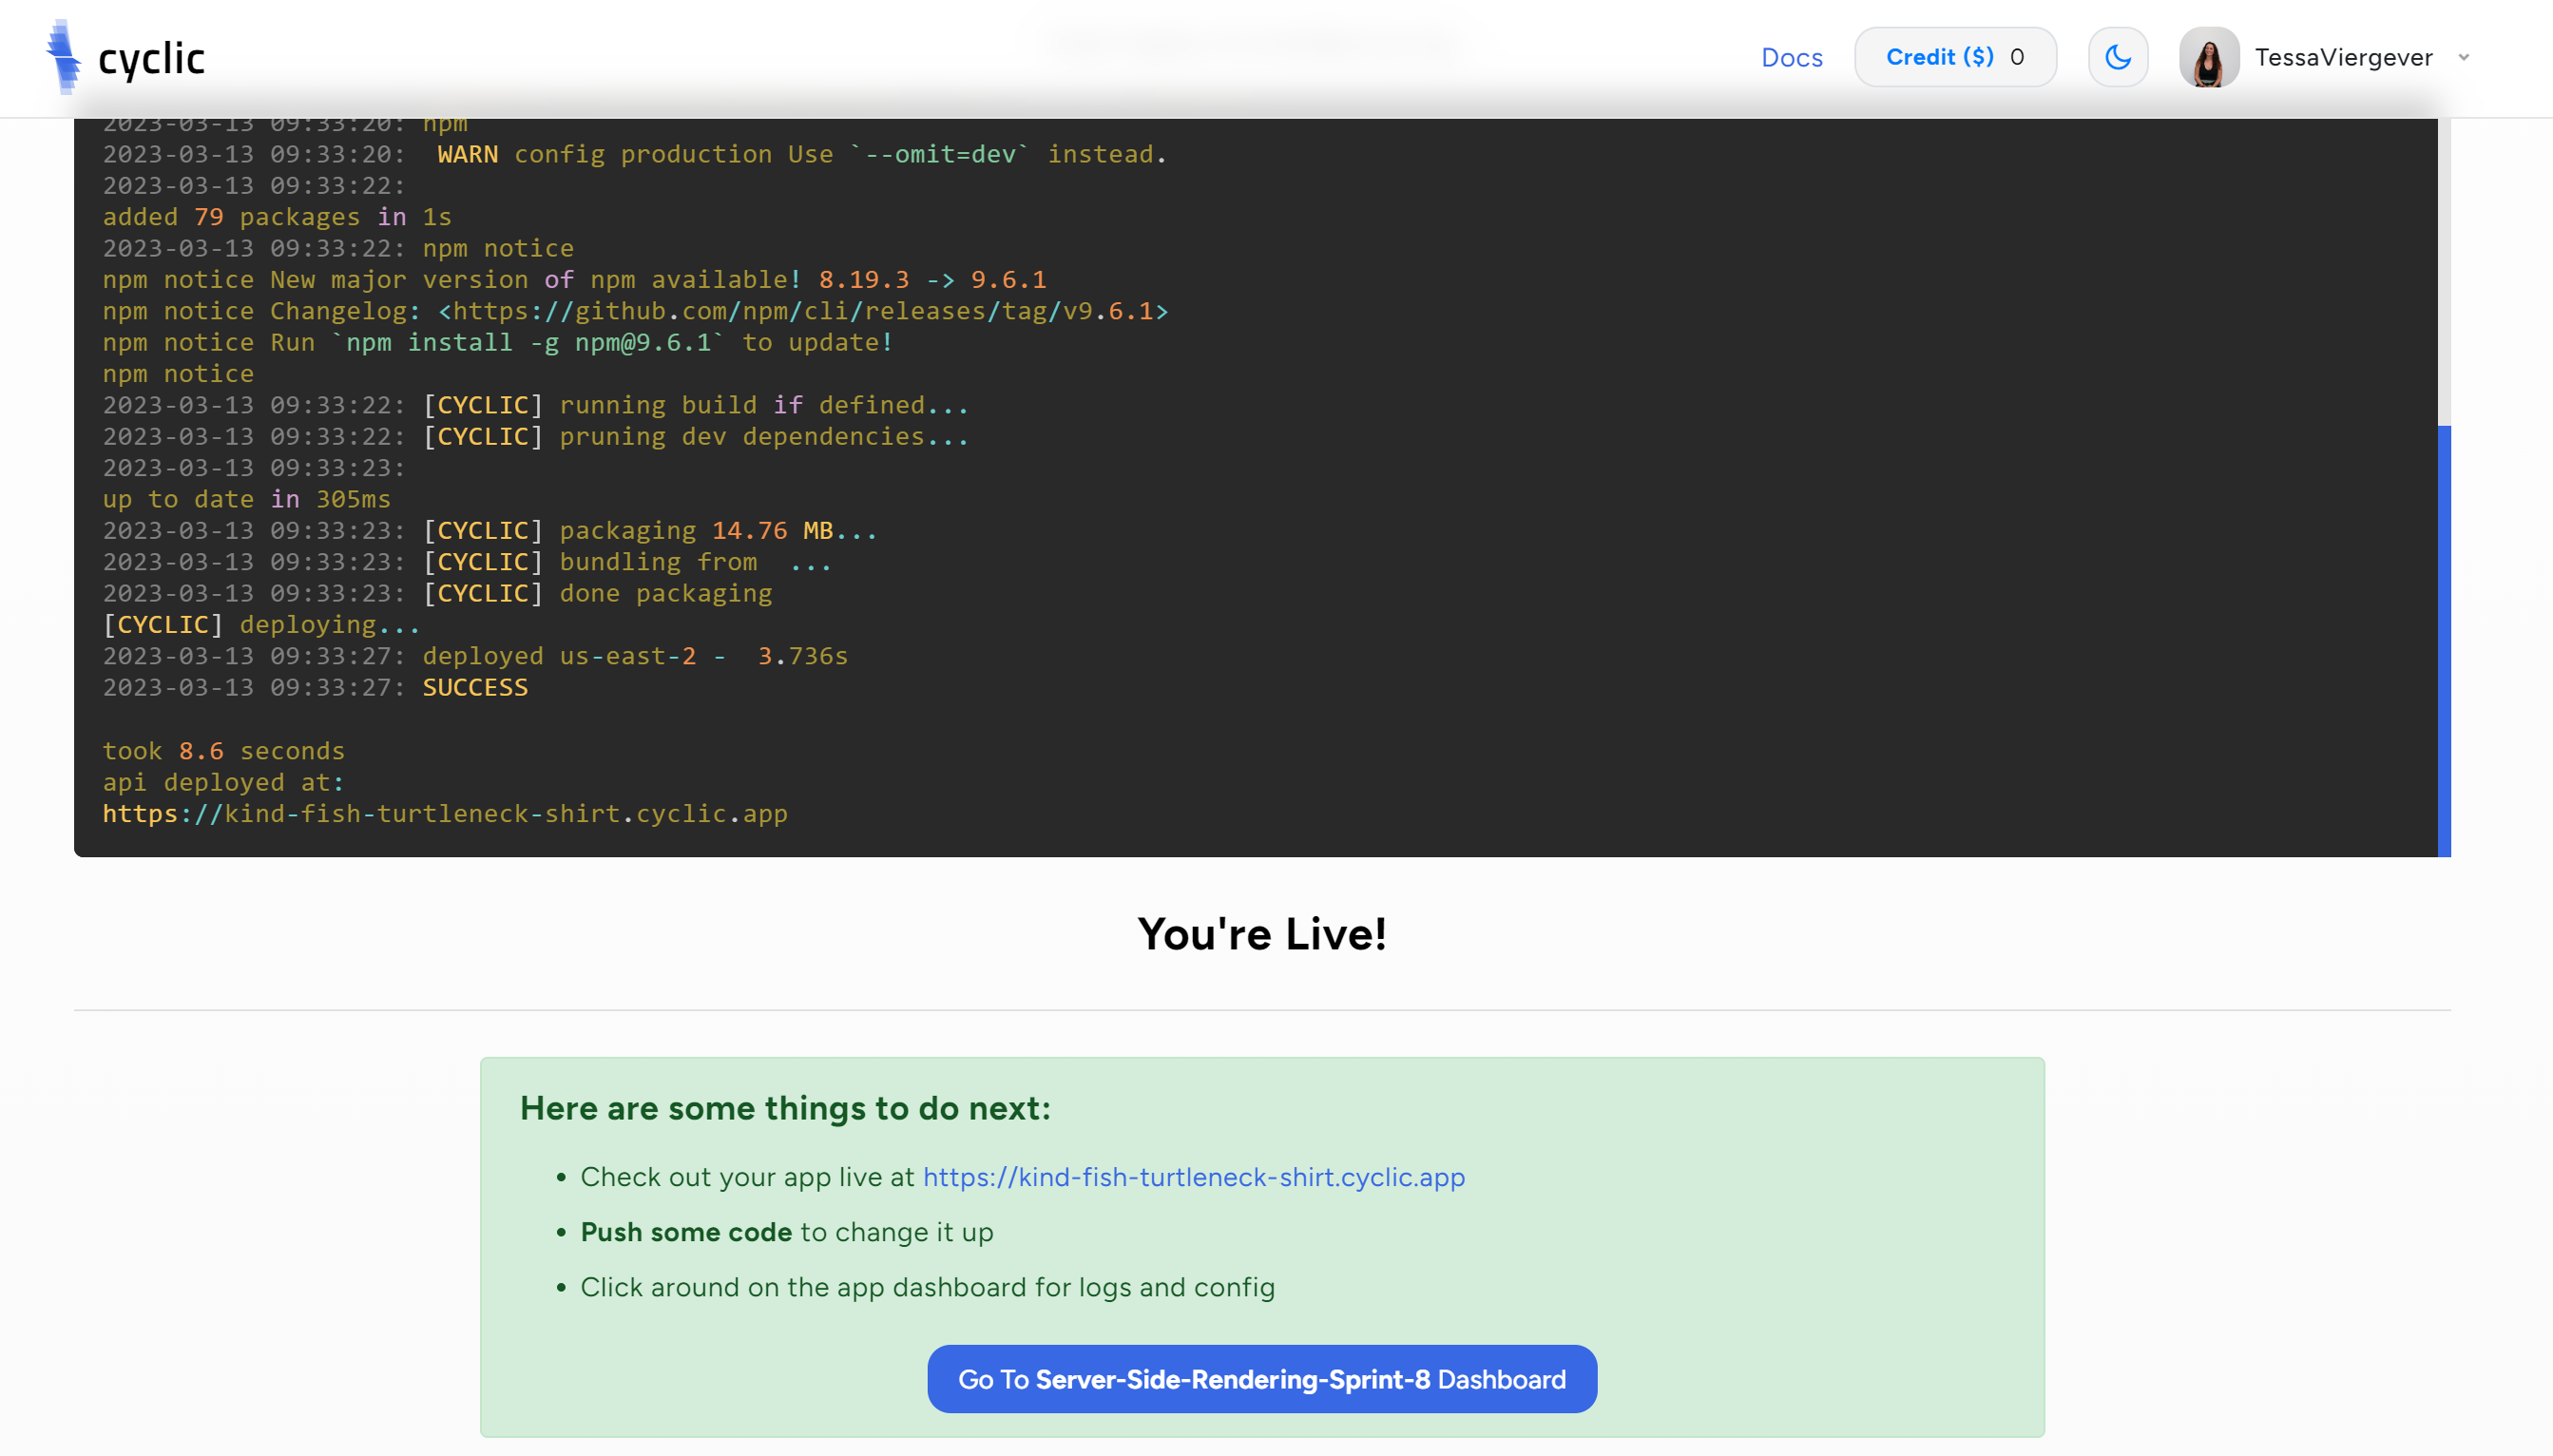 cyclic
Docs
Credit ($) 0
TessaViergever
2023-03-13 09:33:20: npm
2023-03-13 09:33:20:  WARN config production Use `--omit=dev` instead.
2023-03-13 09:33:22:
added 79 packages in 1s
2023-03-13 09:33:22: npm notice
npm notice New major version of npm available! 8.19.3 -> 9.6.1
npm notice Changelog: <https://github.com/npm/cli/releases/tag/v9.6.1>
npm notice Run `npm install -g npm@9.6.1` to update!
npm notice
2023-03-13 09:33:22: [CYCLIC] running build if defined...
2023-03-13 09:33:22: [CYCLIC] pruning dev dependencies...
2023-03-13 09:33:23:
up to date in 305ms
2023-03-13 09:33:23: [CYCLIC] packaging 14.76 MB...
2023-03-13 09:33:23: [CYCLIC] bundling from  ...
2023-03-13 09:33:23: [CYCLIC] done packaging
[CYCLIC] deploying...
2023-03-13 09:33:27: deployed us-east-2 -  3.736s
2023-03-13 09:33:27: SUCCESS
took 8.6 seconds
api deployed at:
https://kind-fish-turtleneck-shirt.cyclic.app
You're Live!
Here are some things to do next:
• Check out your app live at https://kind-fish-turtleneck-shirt.cyclic.app
• Push some code to change it up
• Click around on the app dashboard for logs and config
Go To Server-Side-Rendering-Sprint-8 Dashboard